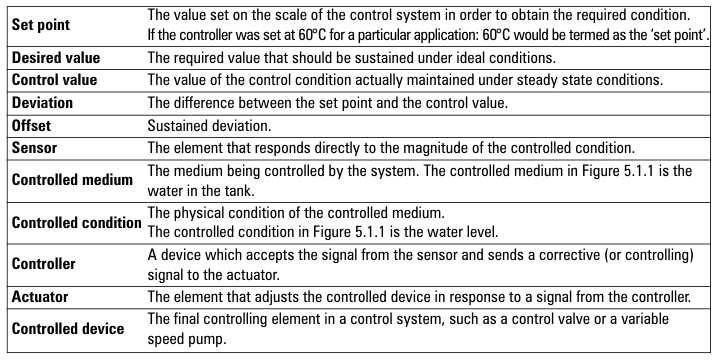 Set point
The value set on the scale of the control system in order to obtain the required condition.
If the controller was set at 60°C for a particular application: 60°C would be termed as the 'set point'.
Desired value
The required value that should be sustained under ideal conditions.
Control value
The value of the control condition actually maintained under steady state conditions.
Deviation
The difference between the set point and the control value.
Offset
Sustained deviation.
Sensor
The element that responds directly to the magnitude of the controlled condition.
Controlled medium
The medium being controlled by the system. The controlled medium in Figure 5.1.1 is the
water in the tank.
Controlled condition
The physical condition of the controlled medium.
The controlled condition in Figure 5.1.1 is the water level.
Controller
A device which accepts the signal from the sensor and sends a corrective (or controlling)
signal to the actuator.
Actuator
The element that adjusts the controlled device in response to a signal from the controller.
Controlled device
The final controlling element in a control system, such as a control valve or a variable
speed pump.